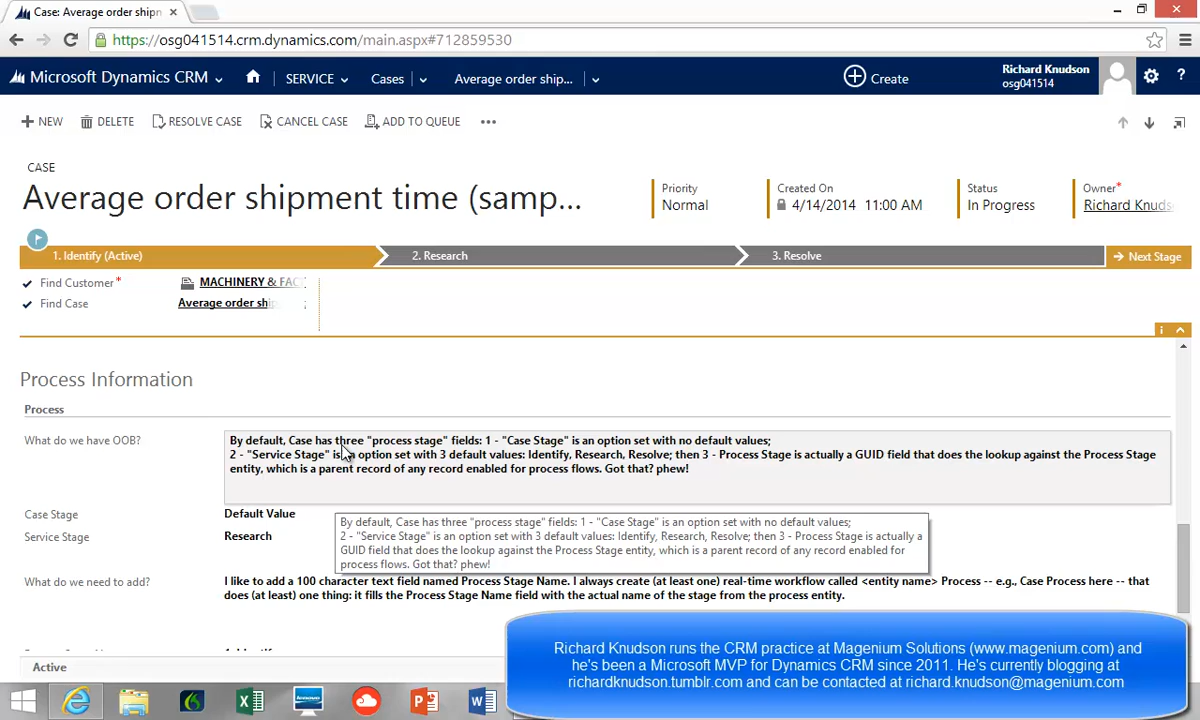 Case: Average order shipn
https://osg041514.crm.dynamics.com/main.aspx#712859530
Microsoft Dynamics CRM
SERVICE
Cases
Average order ship...
Create
Richard Knudson
osg041514
?
NEW
DELETE
RESOLVE CASE
CANCEL CASE
ADD TO QUEUE
CASE
Average order shipment time (samp...
Priority
Normal
Created On
4/14/2014 11:00 AM
Status
In Progress
Owner*
Richard Knuds
1. Identify (Active)
2. Research
3. Resolve
Next Stage
Find Customer*
MACHINERY & FAC
Find Case
Average order shi
i
Process Information
Process
What do we have OOB?
By default, Case has three "process stage" fields: 1 - "Case Stage" is an option set with no default values;
2 - "Service Stage" is an option set with 3 default values: Identify, Research, Resolve; then 3 - Process Stage is actually a GUID field that does the lookup against the Process Stage
entity, which is a parent record of any record enabled for process flows. Got that? phew!
Case Stage
Default Value
Service Stage
Research
By default, Case has three "process stage" fields: 1 - "Case Stage" is an option set with no default values;
2 - "Service Stage" is an option set with 3 default values: Identify, Research, Resolve; then 3 - Process Stage is actually a
GUID field that does the lookup against the Process Stage entity, which is a parent record of any record enabled for
process flows. Got that? phew!
What do we need to add?
I like to add a 100 character text field named Process Stage Name. I always create (at least one) real-time workflow called <entity name> Process -- e.g., Case Process here -- that
does (at least) one thing: it fills the Process Stage Name field with the actual name of the stage from the process entity.
Active
Richard Knudson runs the CRM practice at Magenium Solutions (www.magenium.com) and
he's been a Microsoft MVP for Dynamics CRM since 2011. He's currently blogging at
richardknudson.tumblr.com and can be contacted at richard.knudson@magenium.com